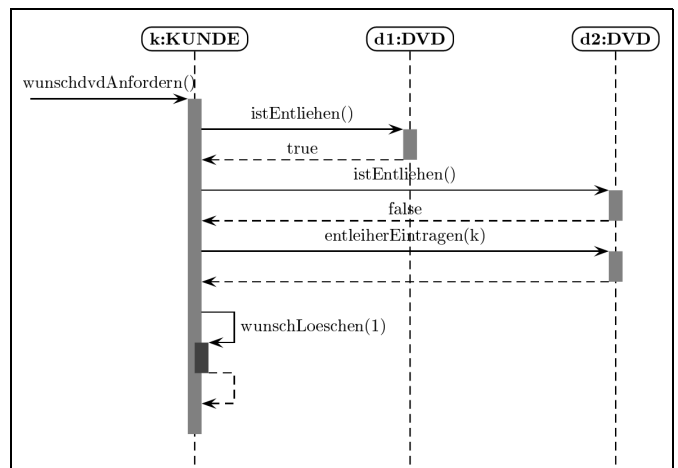 k:KUNDE
d1:DVD
d2:DVD
wunschdvdAnfordern()
istEntliehen()
true
istEntliehen()
false
entleiherEintragen(k)
wunschLoeschen(1)